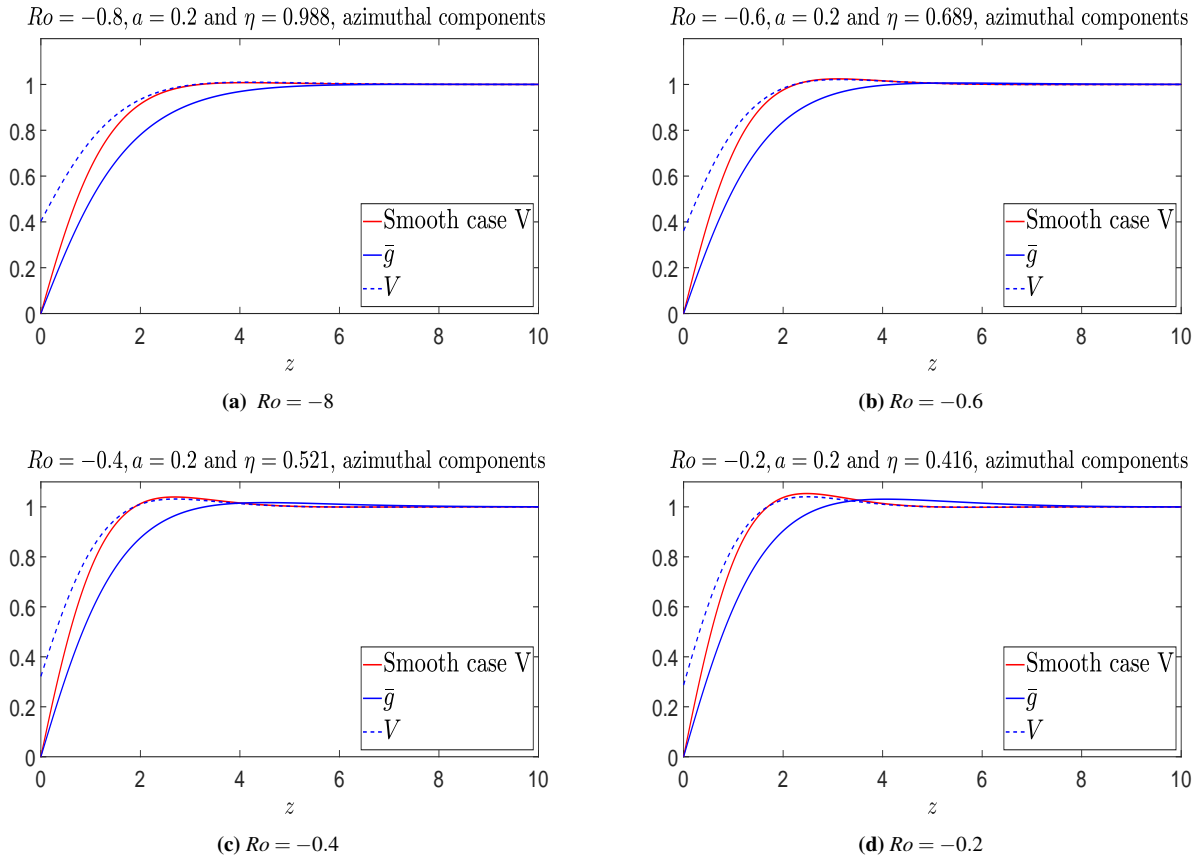 Ro = −0.8, a = 0.2 and η = 0.988, azimuthal components
1
0.8
0.6
0.4
0.2
0
Smooth case V
ḡ
V
0 2 4 6 8 10
z
(a) Ro = −8
Ro = −0.6, a = 0.2 and η = 0.689, azimuthal components
1
0.8
0.6
0.4
0.2
0
Smooth case V
ḡ
V
0 2 4 6 8 10
z
(b) Ro = −0.6
Ro = −0.4, a = 0.2 and η = 0.521, azimuthal components
1
0.8
0.6
0.4
0.2
0
Smooth case V
ḡ
V
0 2 4 6 8 10
z
(c) Ro = −0.4
Ro = −0.2, a = 0.2 and η = 0.416, azimuthal components
1
0.8
0.6
0.4
0.2
0
Smooth case V
ḡ
V
0 2 4 6 8 10
z
(d) Ro = −0.2